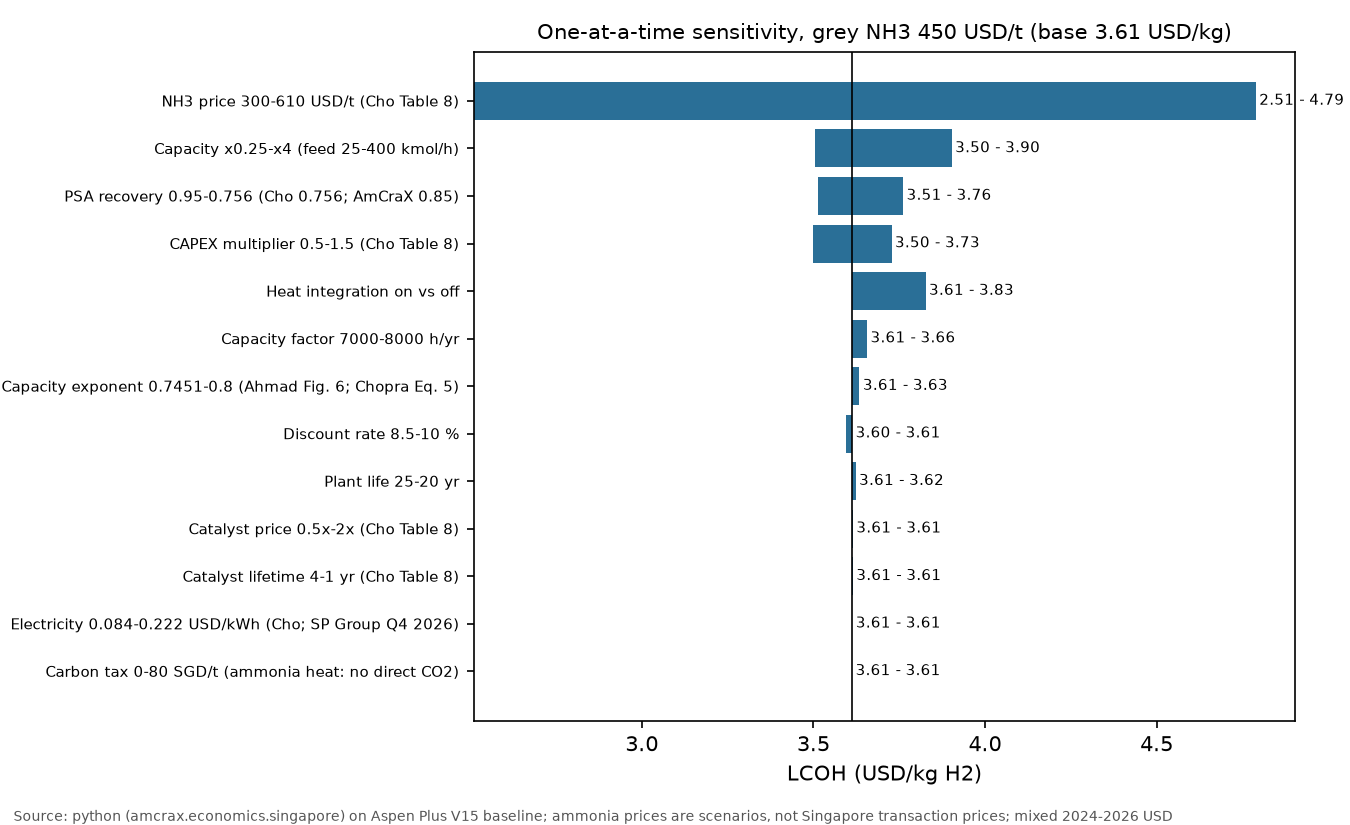 One-at-a-time sensitivity, grey NH3 450 USD/t (base 3.61 USD/kg)
NH3 price 300-610 USD/t (Cho Table 8) 2.51 - 4.79
Capacity x0.25-x4 (feed 25-400 kmol/h) 3.50 - 3.90
PSA recovery 0.95-0.756 (Cho 0.756; AmCraX 0.85) 3.51 - 3.76
CAPEX multiplier 0.5-1.5 (Cho Table 8) 3.50 - 3.73
Heat integration on vs off 3.61 - 3.83
Capacity factor 7000-8000 h/yr 3.61 - 3.66
Capacity exponent 0.7451-0.8 (Ahmad Fig. 6; Chopra Eq. 5) 3.61 - 3.63
Discount rate 8.5-10 % 3.60 - 3.61
Plant life 25-20 yr 3.61 - 3.62
Catalyst price 0.5x-2x (Cho Table 8) 3.61 - 3.61
Catalyst lifetime 4-1 yr (Cho Table 8) 3.61 - 3.61
Electricity 0.084-0.222 USD/kWh (Cho; SP Group Q4 2026) 3.61 - 3.61
Carbon tax 0-80 SGD/t (ammonia heat: no direct CO2) 3.61 - 3.61
3.0 3.5 4.0 4.5
LCOH (USD/kg H2)
Source: python (amcrax.economics.singapore) on Aspen Plus V15 baseline; ammonia prices are scenarios, not Singapore transaction prices; mixed 2024-2026 USD